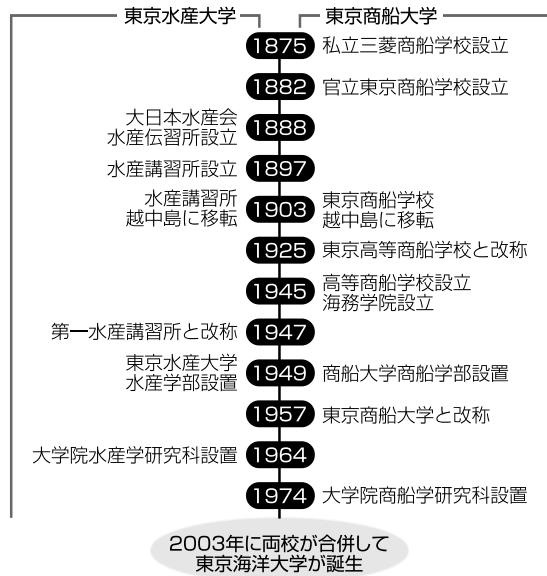 東京水産大学
東京商船大学
1875
私立三菱商船学校設立
1882
官立東京商船学校設立
大日本水産会
水産伝習所設立
1888
水産講習所設立
1897
水産講習所
越中島に移転
1903
東京商船学校
越中島に移転
1925
東京高等商船学校と改称
1945
高等商船学校設立
海務学院設立
第一水産講習所と改称
1947
東京水産大学
水産学部設置
1949
商船大学商船学部設置
1957
東京商船大学と改称
大学院水産学研究科設置
1964
1974
大学院商船学研究科設置
2003年に両校が合併して
東京海洋大学が誕生